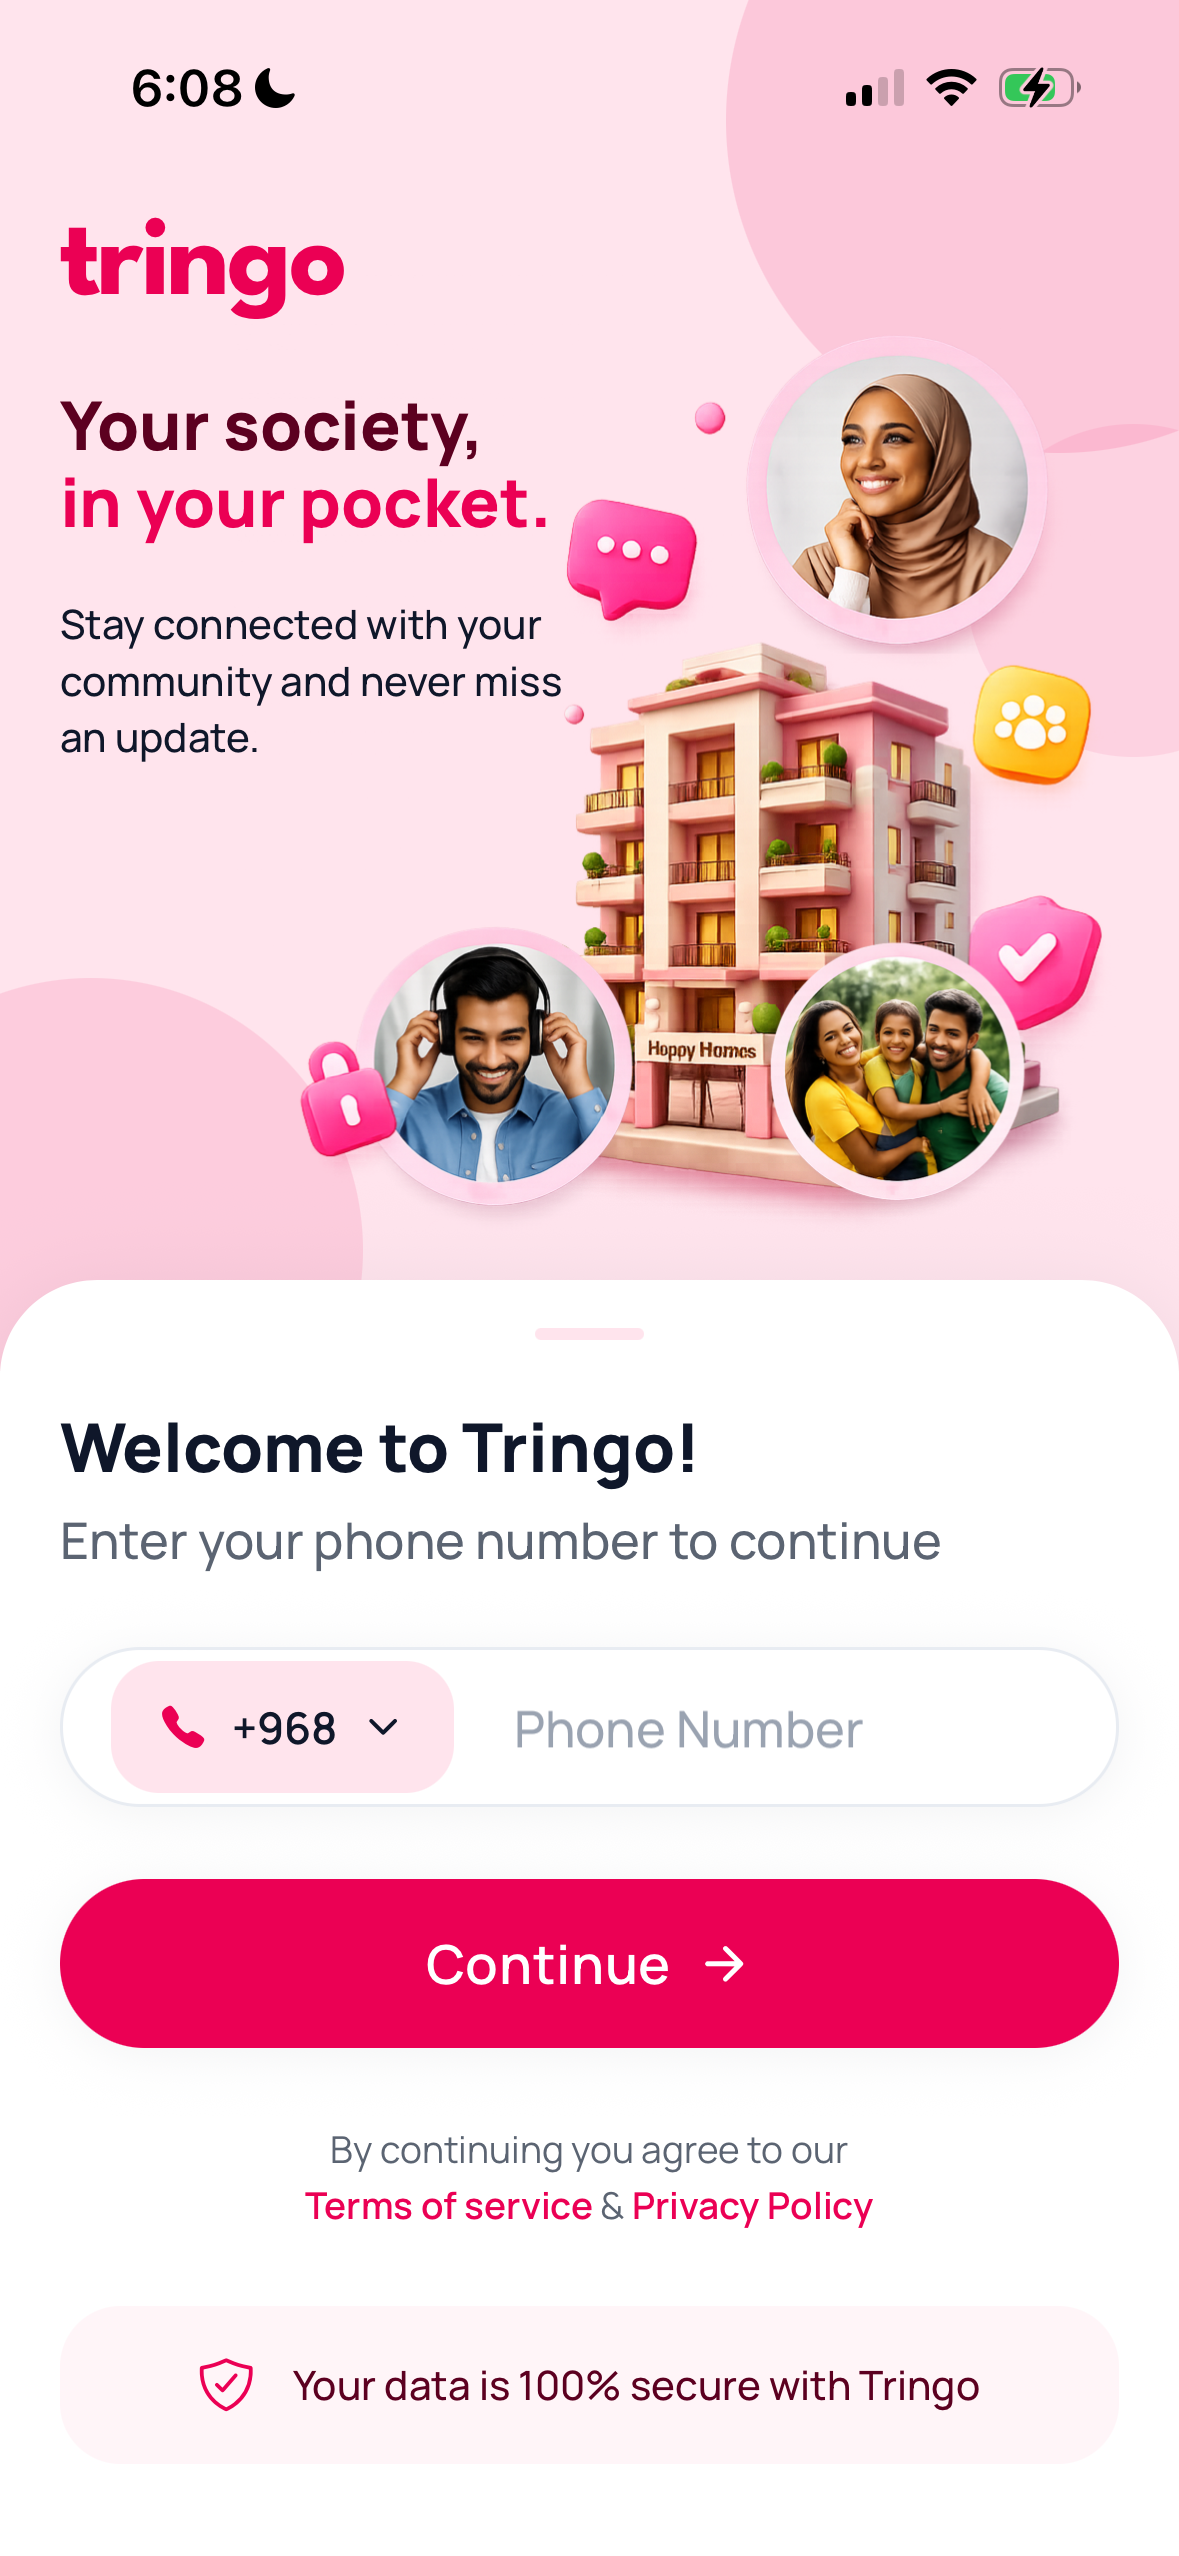 6:08
tringo
Your society,
in your pocket.
Stay connected with your
community and never miss
an update.
Happy Homes
Welcome to Tringo!
Enter your phone number to continue
+968
Phone Number
Continue →
By continuing you agree to our
Terms of service & Privacy Policy
Your data is 100% secure with Tringo